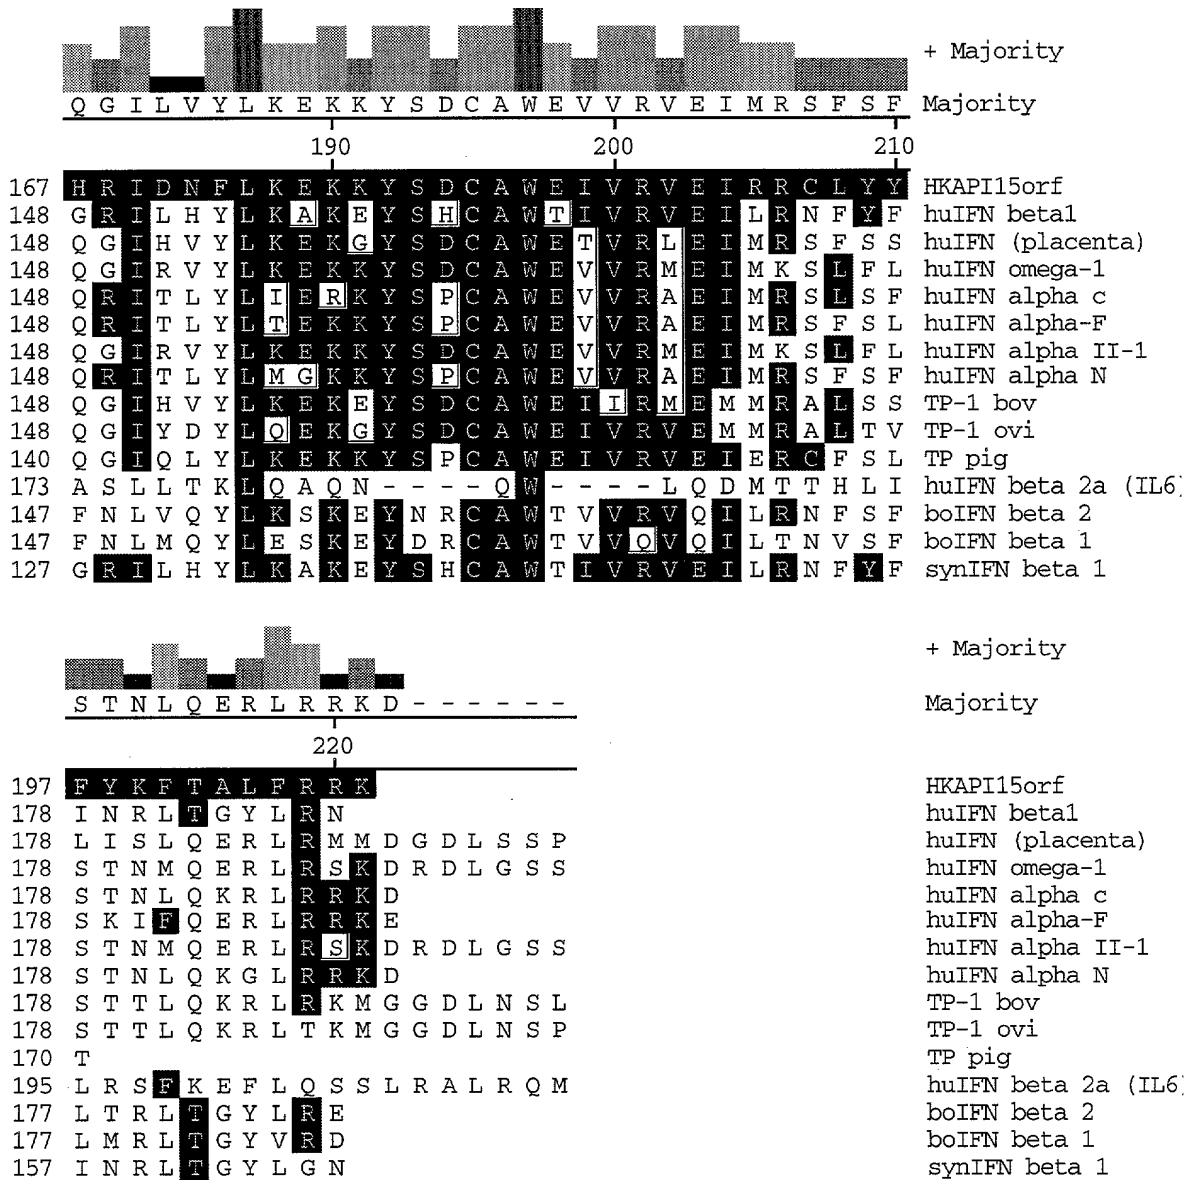 + Majority
Q G I L V Y L K E K K Y S D C A W E V V R V E I M R S F S F Majority
190 200 210
167 H R I D N F L K E K K Y S D C A W E I V R V E I R R C L Y Y HKAPI15orf
148 G R I L H Y L K A K E Y S H C A W T I V R V E I L R N F Y F huIFN beta1
148 Q G I H V Y L K E K G Y S D C A W E T V R L E I M R S F S S huIFN (placenta)
148 Q G I R V Y L K E K K Y S D C A W E V V R M E I M K S L F L huIFN omega-1
148 Q R I T L Y L I E R K Y S P C A W E V V R A E I M R S L S F huIFN alpha c
148 Q R I T L Y L T E K K Y S P C A W E V V R A E I M R S F S L huIFN alpha-F
148 Q G I R V Y L K E K K Y S D C A W E V V R M E I M K S L F L huIFN alpha II-1
148 Q R I T L Y L M G K K Y S P C A W E V V R A E I M R S F S F huIFN alpha N
148 Q G I H V Y L K E K E Y S D C A W E I I R M E M M R A L S S TP-1 bov
148 Q G I Y D Y L Q E K G Y S D C A W E I V R V E M M R A L T V TP-1 ovi
140 Q G I Q L Y L K E K K Y S P C A W E I V R V E I E R C F S L TP pig
173 A S L L T K L Q A Q N - - - - Q W - - - - L Q D M T T H L I huIFN beta 2a (IL6)
147 F N L V Q Y L K S K E Y N R C A W T V V R V Q I L R N F S F boIFN beta 2
147 F N L M Q Y L E S K E Y D R C A W T V V Q V Q I L T N V S F boIFN beta 1
127 G R I L H Y L K A K E Y S H C A W T I V R V E I L R N F Y F synIFN beta 1
+ Majority
S T N L Q E R L R R K D - - - - - - Majority
220
197 F Y K F T A L F R R K HKAPI15orf
178 I N R L T G Y L R N huIFN beta1
178 L I S L Q E R L R M M D G D L S S P huIFN (placenta)
178 S T N M Q E R L R S K D R D L G S S huIFN omega-1
178 S T N L Q K R L R R K D huIFN alpha c
178 S K I F Q E R L R R K E huIFN alpha-F
178 S T N M Q E R L R S K D R D L G S S huIFN alpha II-1
178 S T N L Q K G L R R K D huIFN alpha N
178 S T T L Q K R L R K M G G D L N S L TP-1 bov
178 S T T L Q K R L T K M G G D L N S P TP-1 ovi
170 T TP pig
195 L R S F K E F L Q S S L R A L R Q M huIFN beta 2a (IL6)
177 L T R L T G Y L R E boIFN beta 2
177 L M R L T G Y V R D boIFN beta 1
157 I N R L T G Y L G N synIFN beta 1